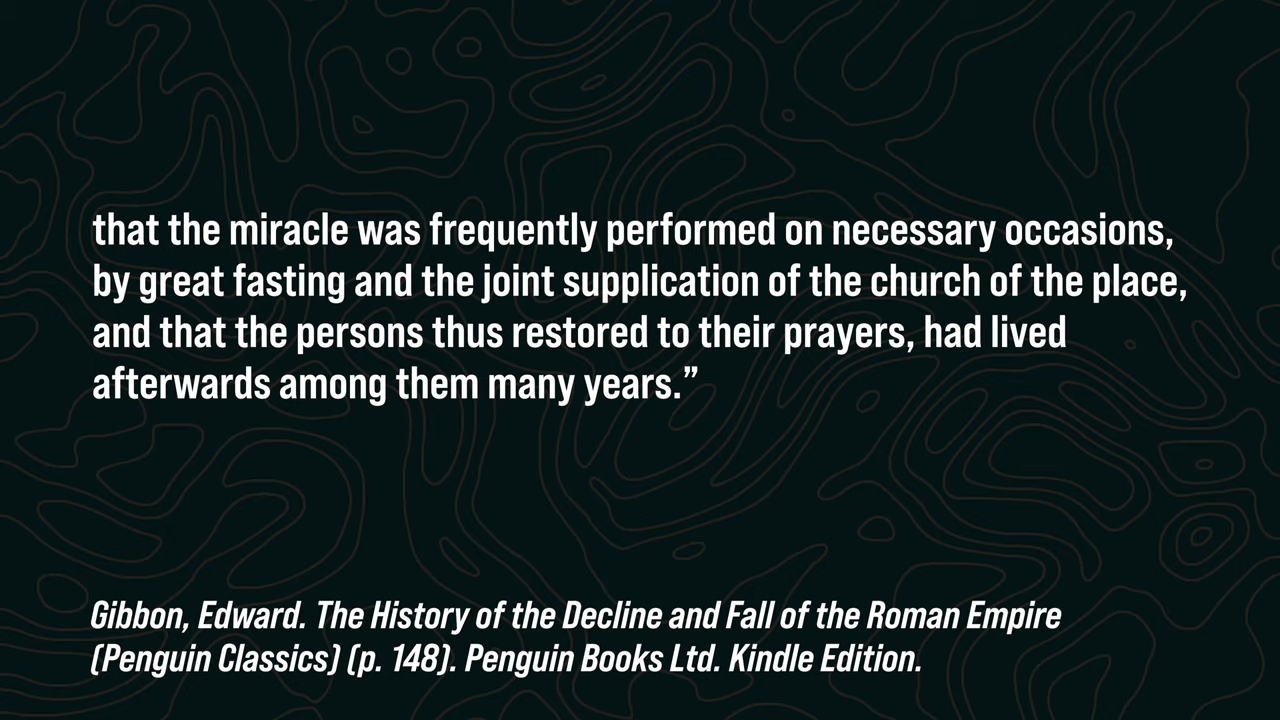 that the miracle was frequently performed on necessary occasions,
by great fasting and the joint supplication of the church of the place,
and that the persons thus restored to their prayers, had lived
afterwards among them many years.”
Gibbon, Edward. The History of the Decline and Fall of the Roman Empire
(Penguin Classics) (p. 148). Penguin Books Ltd. Kindle Edition.